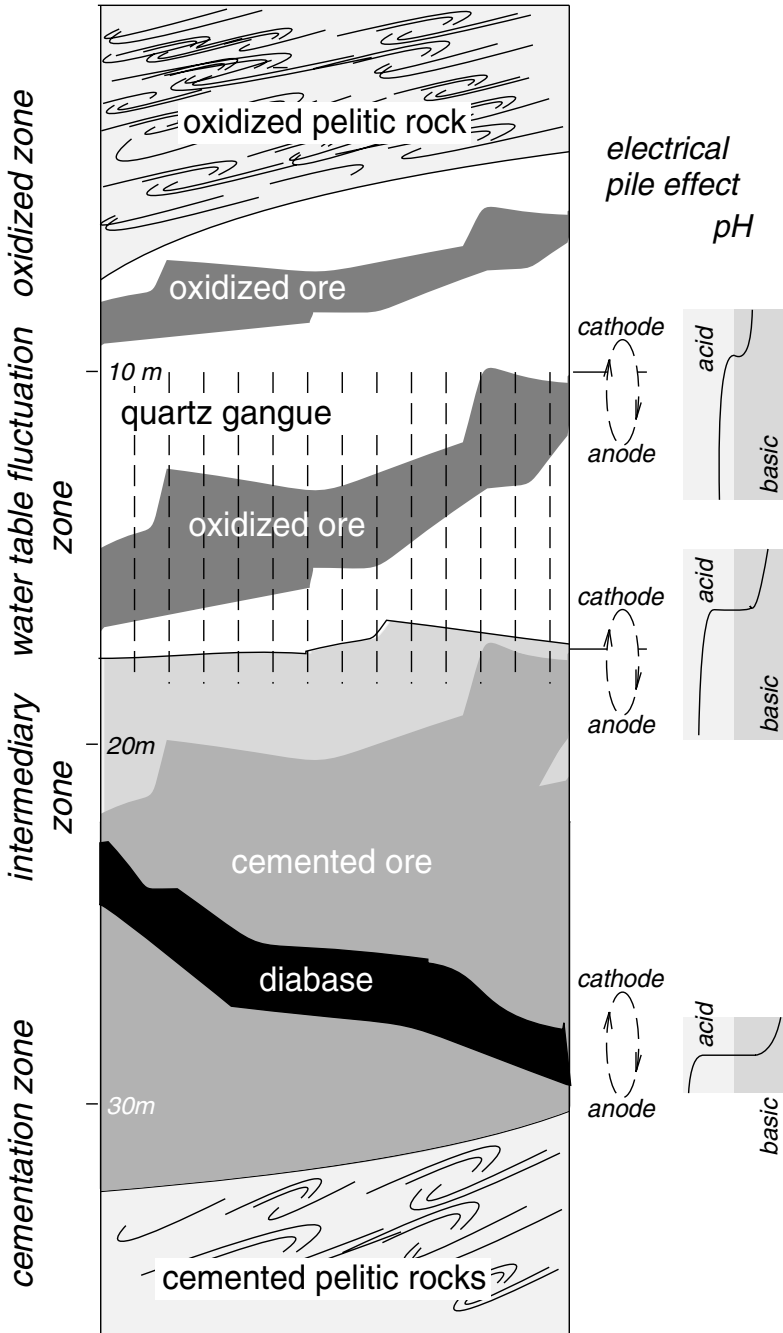 oxidized zone
water table fluctuation
zone
intermediary
zone
cementation zone
oxidized pelitic rock
oxidized ore
10 m
quartz gangue
oxidized ore
20m
cemented ore
diabase
30m
cemented pelitic rocks
electrical
pile effect
pH
cathode
anode
acid
basic
cathode
anode
acid
basic
cathode
anode
acid
basic